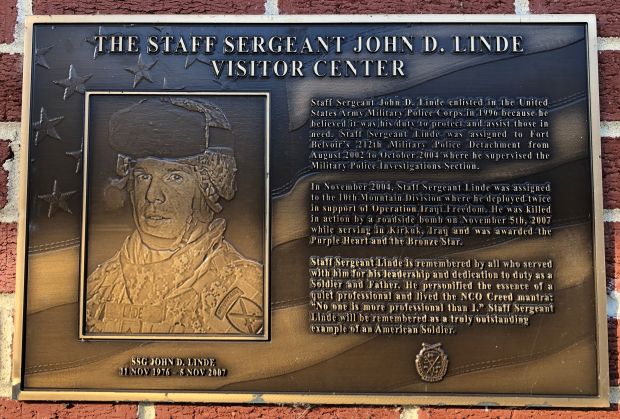 THE STAFF SERGEANT JOHN D. LINDE
VISITOR CENTER
Staff Sergeant John D. Linde enlisted in the United
States Army Military Police Corps in 1996 because he
believed it was his duty to protect and assist those in
need. Staff Sergeant Linde was assigned to Fort
Belvoir's 212th Military Police Detachment from
August 2002 to October 2004 where he supervised the
Military Police Investigations Section.
In November 2004, Staff Sergeant Linde was assigned
to the 10th Mountain Division where he deployed twice
in support of Operation Iraqi Freedom. He was killed
in action by a roadside bomb on November 5th, 2007
while serving in Kirkuk, Iraq and was awarded the
Purple Heart and the Bronze Star.
Staff Sergeant Linde is remembered by all who served
with him for his leadership and dedication to duty as a
Soldier and Father. He personified the essence of a
quiet professional and lived the NCO Creed mantra:
"No one is more professional than I." Staff Sergeant
Linde will be remembered as a truly outstanding
example of an American Soldier.
LINDE
SSG JOHN D. LINDE
11 NOV 1976 – 5 NOV 2007